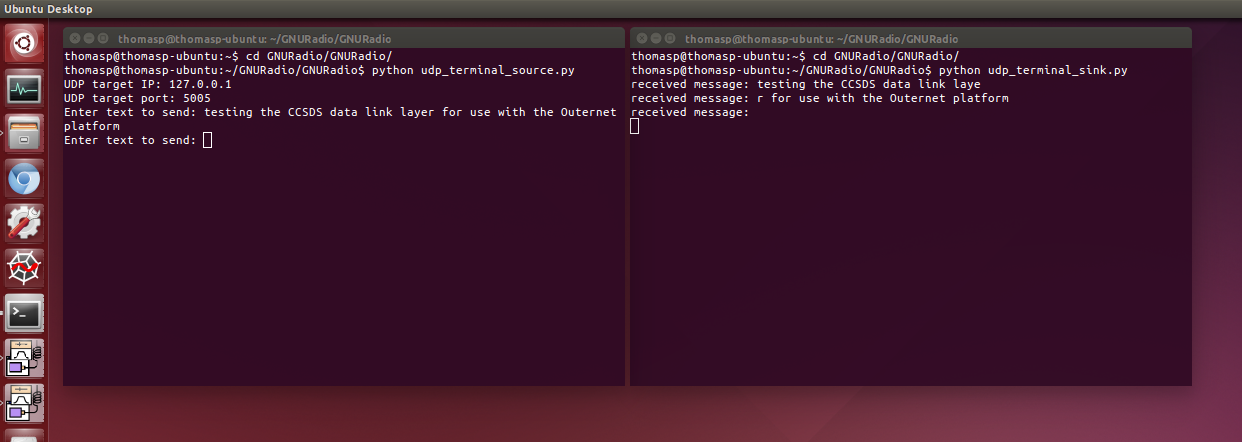 Ubuntu Desktop
thomasp@thomasp-ubuntu: ~/GNURadio/GNURadio
thomasp@thomasp-ubuntu:~$ cd GNURadio/GNURadio/
thomasp@thomasp-ubuntu:~/GNURadio/GNURadio$ python udp_terminal_source.py
UDP target IP: 127.0.0.1
UDP target port: 5005
Enter text to send: testing the CCSDS data link layer for use with the Outernet
platform
Enter text to send:
thomasp@thomasp-ubuntu: ~/GNURadio/GNURadio
thomasp@thomasp-ubuntu:~$ cd GNURadio/GNURadio/
thomasp@thomasp-ubuntu:~/GNURadio/GNURadio$ python udp_terminal_sink.py
received message: testing the CCSDS data link laye
received message: r for use with the Outernet platform
received message: